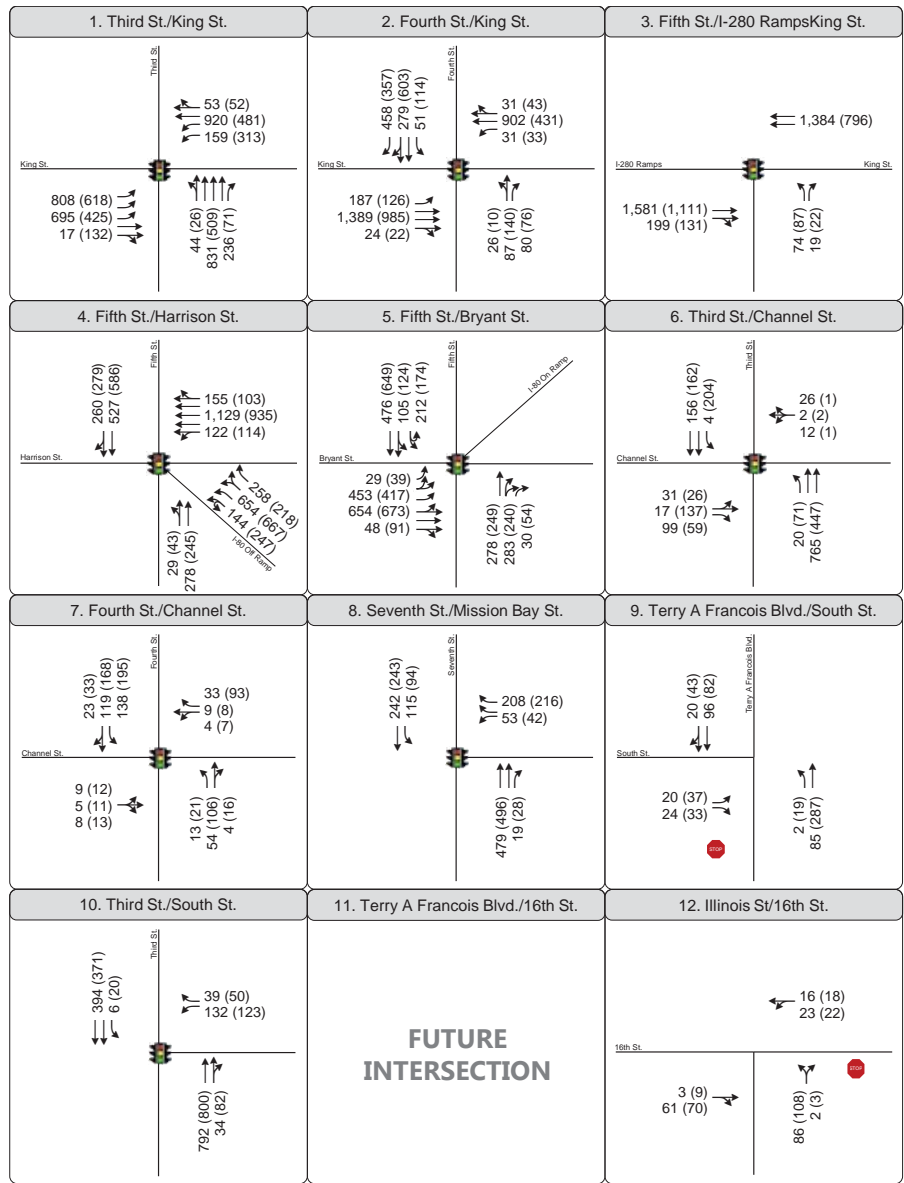 1. Third St./King St.
Third St.
53 (52)
920 (481)
159 (313)
King St.
808 (618)
695 (425)
17 (132)
44 (26)
831 (509)
236 (71)
2. Fourth St./King St.
458 (357)
279 (603)
51 (114)
Fourth St.
31 (43)
902 (431)
31 (33)
King St.
187 (126)
1,389 (985)
24 (22)
26 (10)
87 (140)
80 (76)
3. Fifth St./I-280 RampsKing St.
1,384 (796)
I-280 Ramps
King St.
1,581 (1,111)
199 (131)
74 (87)
19 (22)
4. Fifth St./Harrison St.
260 (279)
527 (586)
Fifth St.
155 (103)
1,129 (935)
122 (114)
Harrison St.
258 (218)
654 (667)
144 (247)
I-80 Off Ramp
29 (43)
278 (245)
5. Fifth St./Bryant St.
476 (649)
105 (124)
212 (174)
Fifth St.
I-80 On Ramp
Bryant St.
29 (39)
453 (417)
654 (673)
48 (91)
278 (249)
283 (240)
30 (54)
6. Third St./Channel St.
156 (162)
4 (204)
Third St.
26 (1)
2 (2)
12 (1)
Channel St.
31 (26)
17 (137)
99 (59)
20 (71)
765 (447)
7. Fourth St./Channel St.
23 (33)
119 (168)
138 (195)
Fourth St.
33 (93)
9 (8)
4 (7)
Channel St.
9 (12)
5 (11)
8 (13)
13 (21)
54 (106)
4 (16)
8. Seventh St./Mission Bay St.
242 (243)
115 (94)
Seventh St.
208 (216)
53 (42)
479 (496)
19 (28)
9. Terry A Francois Blvd./South St.
20 (43)
96 (82)
Terry A Francois Blvd.
South St.
20 (37)
24 (33)
STOP
2 (19)
85 (287)
10. Third St./South St.
394 (371)
6 (20)
Third St.
39 (50)
132 (123)
792 (800)
34 (82)
11. Terry A Francois Blvd./16th St.
FUTURE
INTERSECTION
12. Illinois St/16th St.
16 (18)
23 (22)
16th St.
STOP
3 (9)
61 (70)
86 (108)
2 (3)